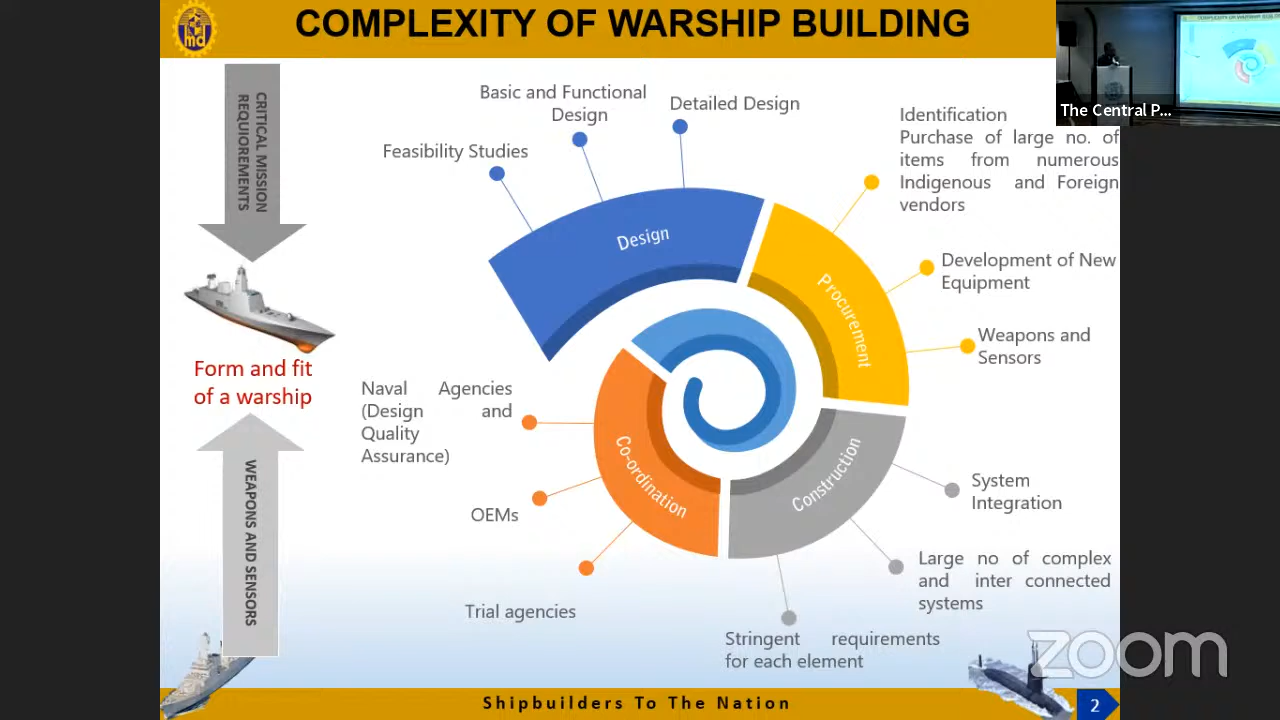 COMPLEXITY OF WARSHIP BUILDING
md
The Central P...
CRITICAL MISSION
REQUIOREMENTS
Form and fit
of a warship
WEAPONS AND SENSORS
Feasibility Studies
Basic and Functional
Design
Detailed Design
Design
Identification
Purchase of large no. of
items from numerous
Indigenous and Foreign
vendors
Development of New
Equipment
Weapons and
Sensors
Procurement
System
Integration
Large no of complex
and inter connected
systems
Stringent requirements
for each element
Construction
Naval Agencies
(Design and
Quality
Assurance)
OEMs
Trial agencies
Co-ordination
zoom
Shipbuilders To The Nation
2